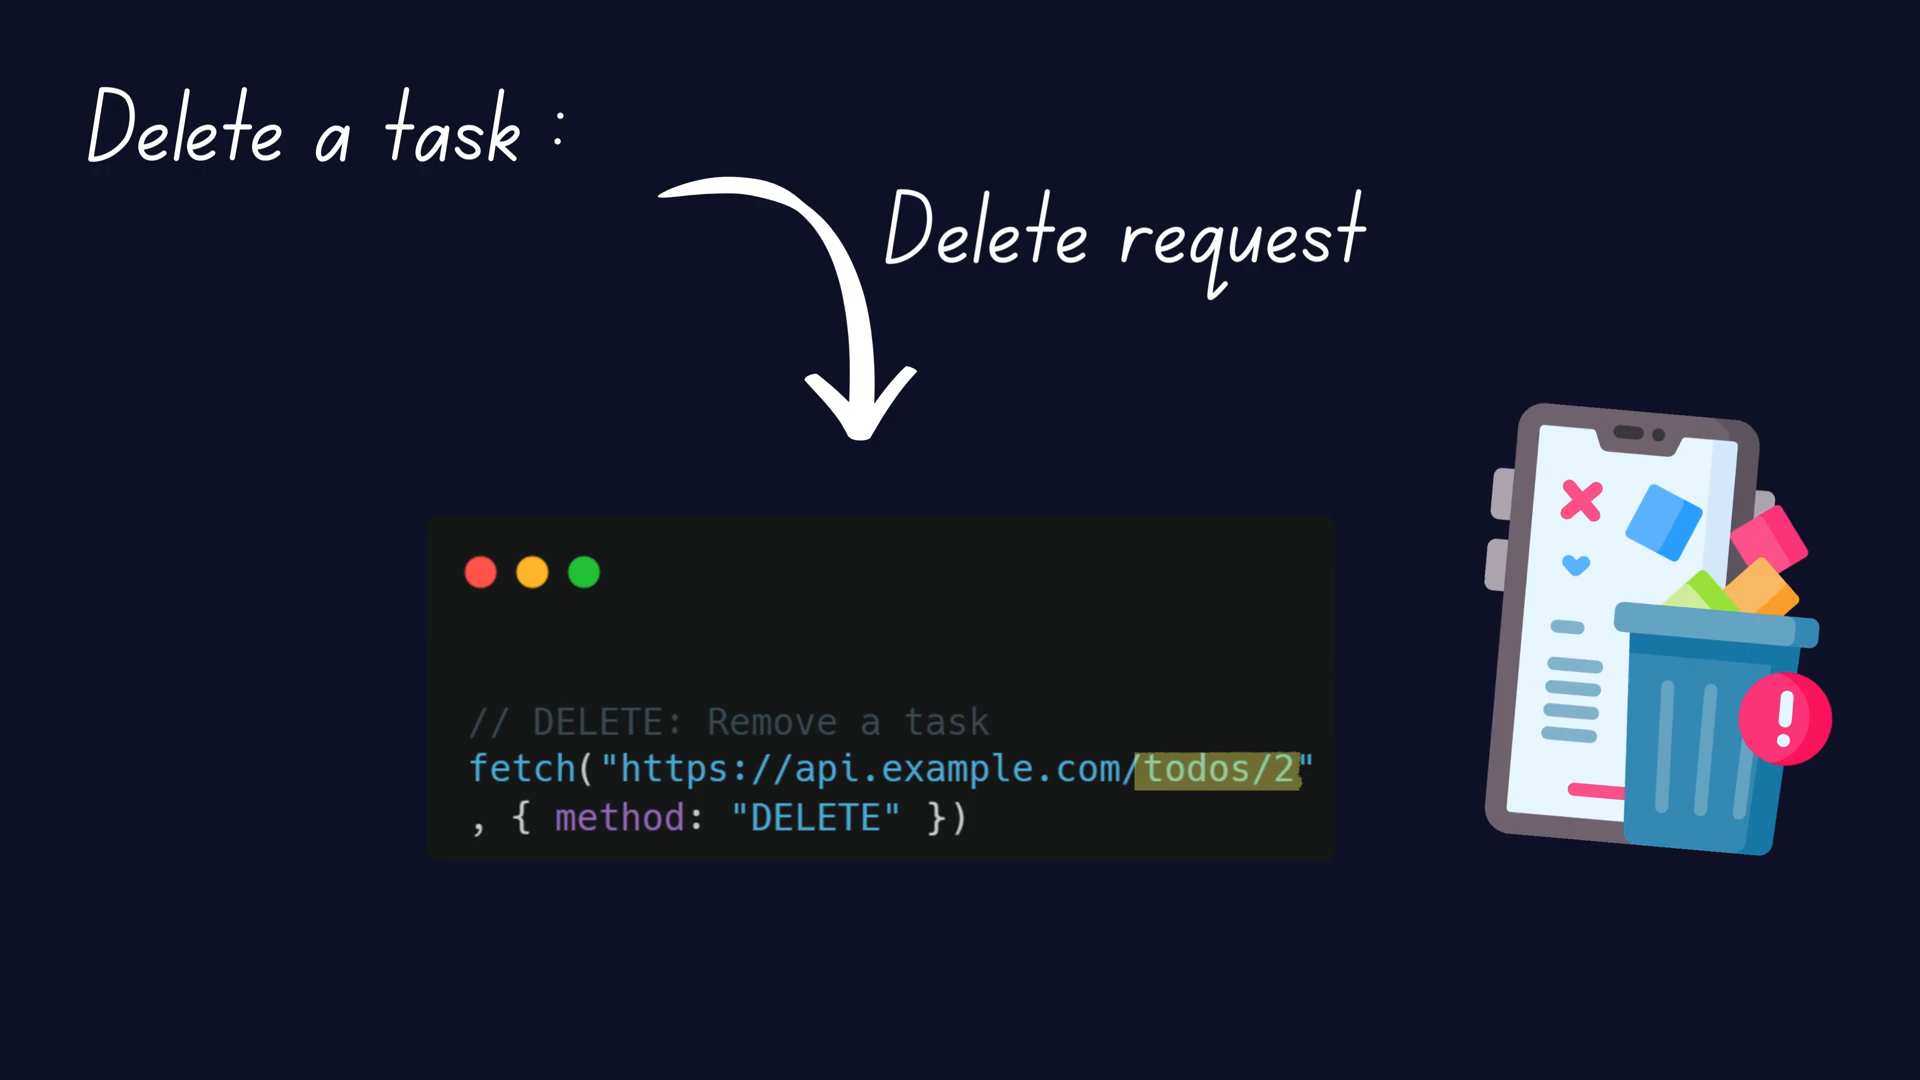 Delete a task :
Delete request
// DELETE: Remove a task
fetch("https://api.example.com/todos/2"
, { method: "DELETE" })